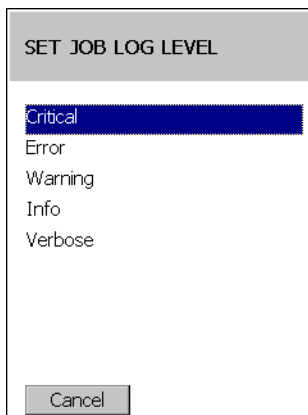 SET JOB LOG LEVEL
Critical
Error
Warning
Info
Verbose
Cancel